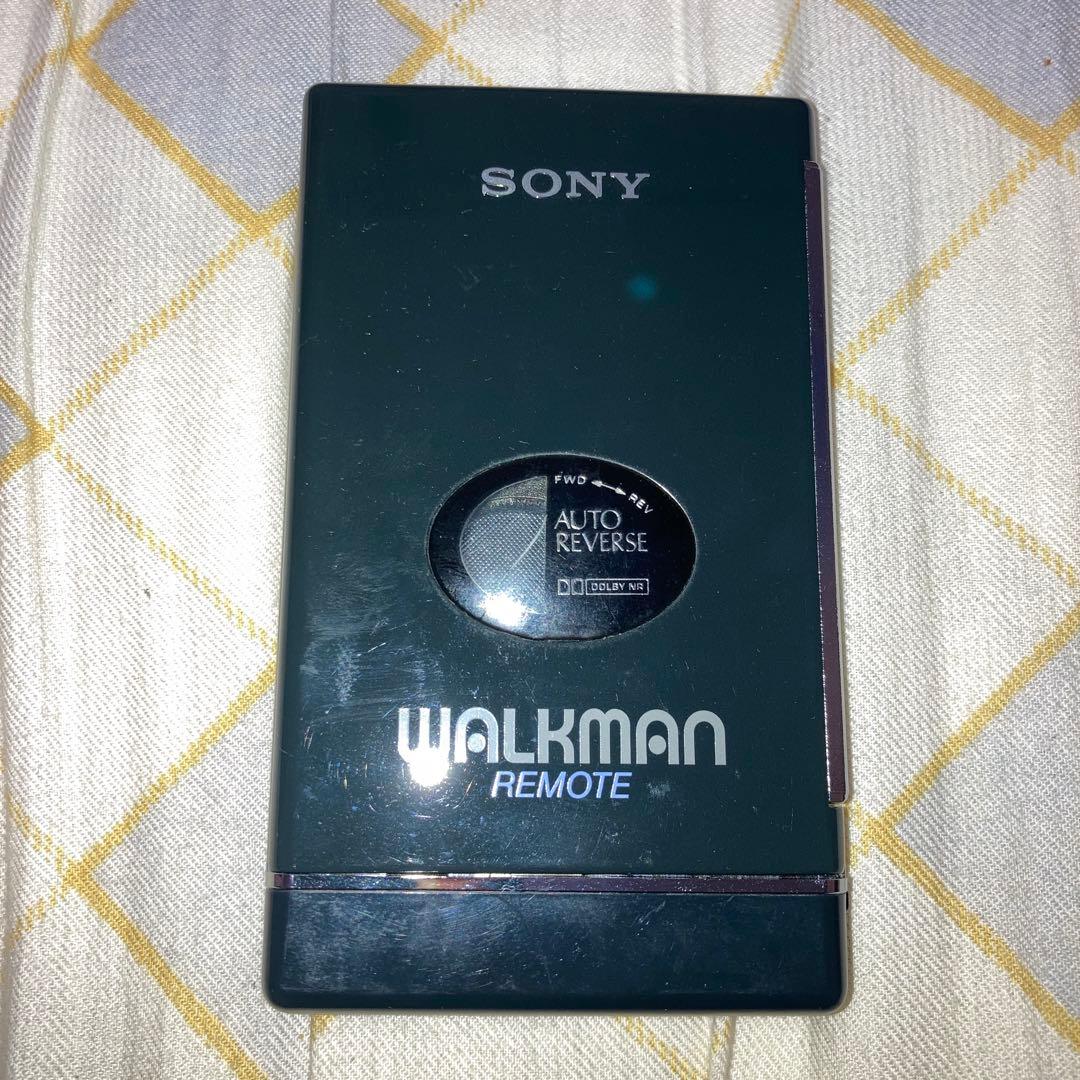 SONY
FWD REV
AUTO
REVERSE
DOLBY NR
WALKMAN
REMOTE